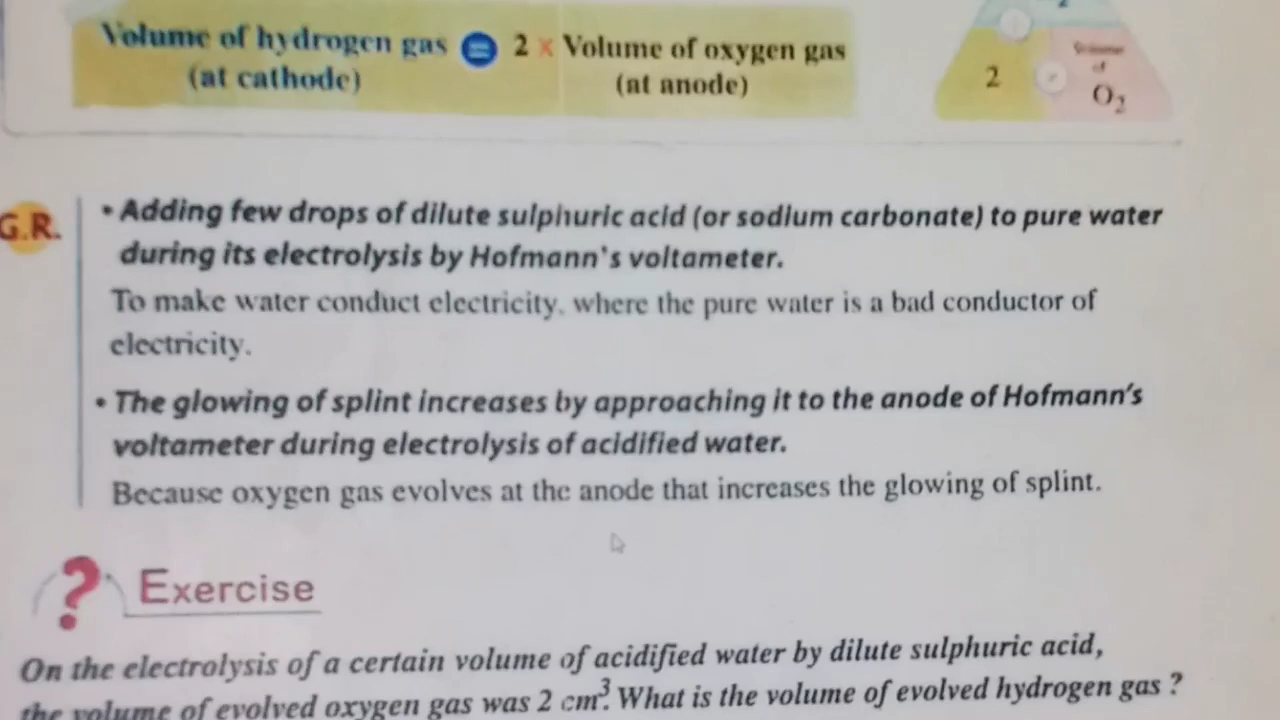 Volume of hydrogen gas = 2 × Volume of oxygen gas
(at cathode) (at anode)
2
2 Volume of O2
G.R.
• Adding few drops of dilute sulphuric acid (or sodium carbonate) to pure water
during its electrolysis by Hofmann's voltameter.
To make water conduct electricity, where the pure water is a bad conductor of
electricity.
• The glowing of splint increases by approaching it to the anode of Hofmann's
voltameter during electrolysis of acidified water.
Because oxygen gas evolves at the anode that increases the glowing of splint.
? Exercise
On the electrolysis of a certain volume of acidified water by dilute sulphuric acid,
the volume of evolved oxygen gas was 2 cm³. What is the volume of evolved hydrogen gas ?